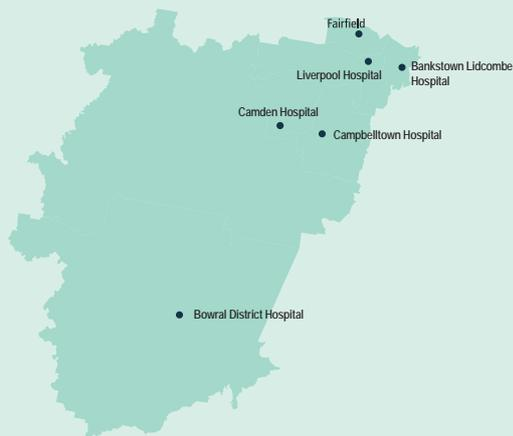 Fairfield
Liverpool Hospital
Bankstown Lidcombe
Hospital
Camden Hospital
Campbelltown Hospital
Bowral District Hospital